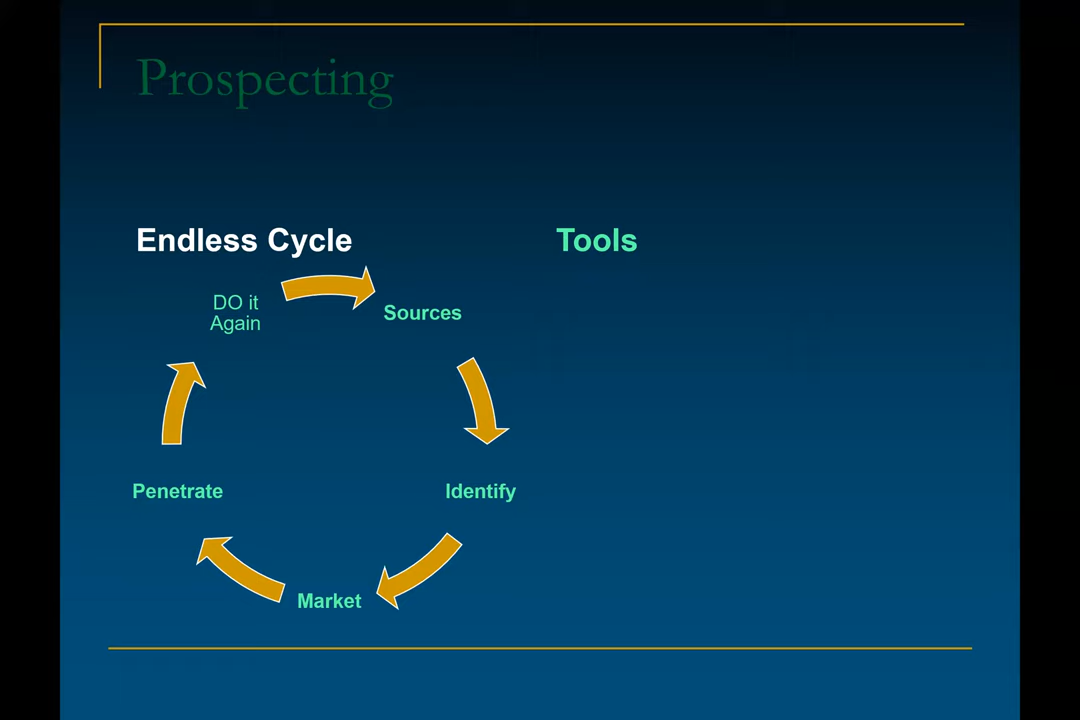 Prospecting
Endless Cycle
Tools
DO it
Again
Sources
Identify
Market
Penetrate